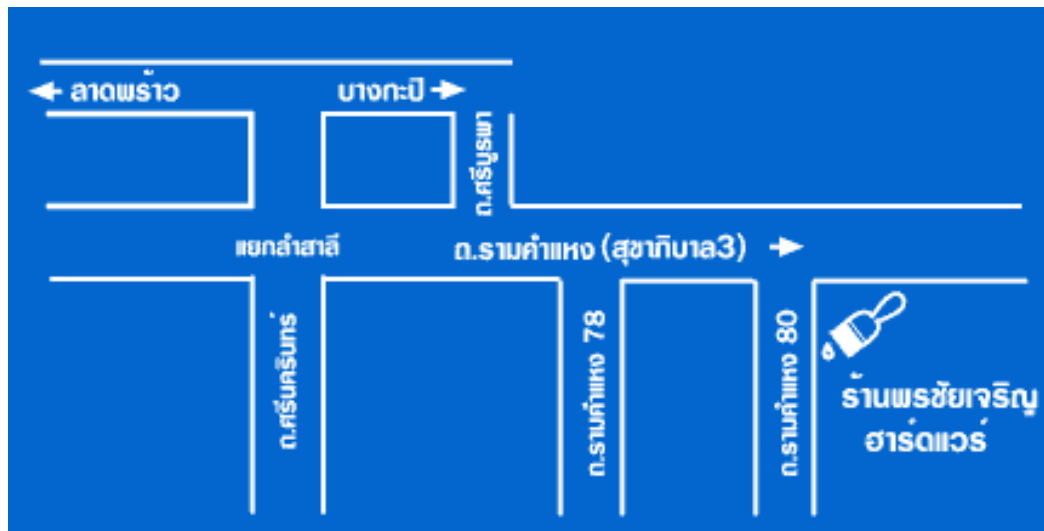 ลาดพร้าว
บางกะปิ
ถ.ศรีบูรพา
แยกลำสาลี
ถ.รามคำแหง (สุขาภิบาล3)
ถ.ศรีนครินทร์
ถ.รามคำแหง 78
ถ.รามคำแหง 80
ร้านพรชัยเจริญ
ฮาร์ดแวร์